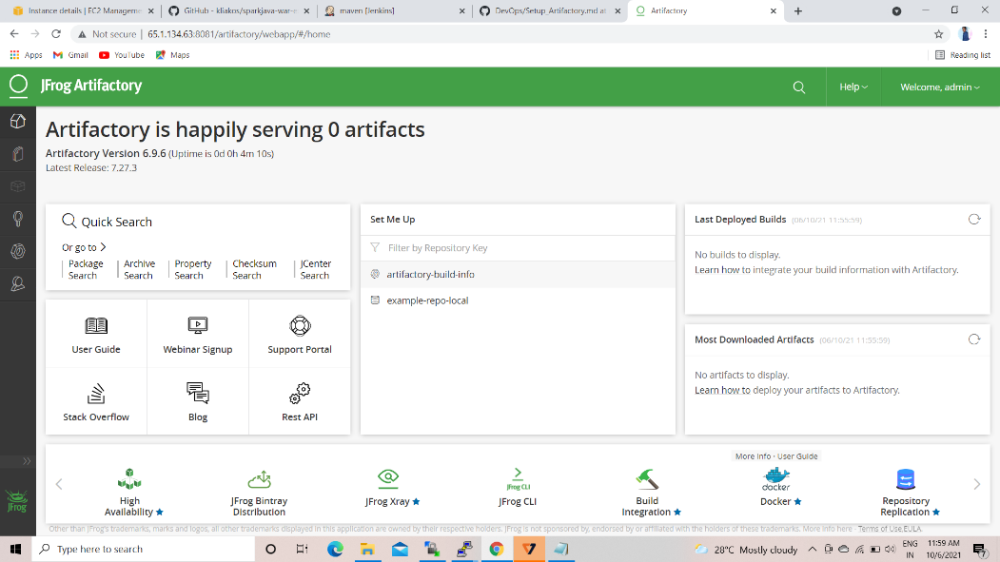 Instance details | EC2 Manageme
GitHub - kliakos/sparkjava-war-e
maven [Jenkins]
DevOps/Setup_Artifactory.md at
Artifactory
Not secure | 65.1.134.63:8081/artifactory/webapp/#/home
Apps
Gmail
YouTube
Maps
Reading list
JFrog Artifactory
Help
Welcome, admin
Artifactory is happily serving 0 artifacts
Artifactory Version 6.9.6 (Uptime is 0d 0h 4m 10s)
Latest Release: 7.27.3
Quick Search
Or go to
Package Search
Archive Search
Property Search
Checksum Search
JCenter Search
Set Me Up
Filter by Repository Key
artifactory-build-info
example-repo-local
Last Deployed Builds (06/10/21 11:55:59)
No builds to display.
Learn how to integrate your build information with Artifactory.
User Guide
Webinar Signup
Support Portal
Stack Overflow
Blog
Rest API
Most Downloaded Artifacts (06/10/21 11:55:59)
No artifacts to display.
Learn how to deploy your artifacts to Artifactory.
More Info · User Guide
High Availability
JFrog Bintray Distribution
JFrog Xray
JFrog CLI
JFrog CLI
Build Integration
docker
Docker
Repository Replication
JFrog
Other than JFrog's trademarks, marks and logos, all other trademarks displayed in this application are owned by their respective holders. JFrog is not sponsored by, endorsed by or affiliated with the holders of these trademarks. More info here - Terms of Use EULA.
Type here to search
28°C Mostly cloudy
ENG
IN
11:59 AM
10/6/2021
7